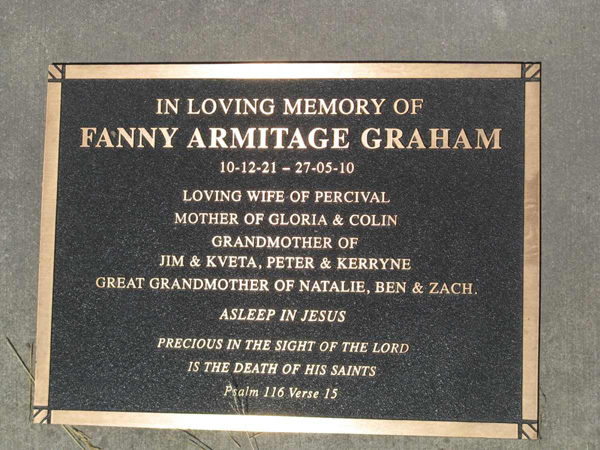 IN LOVING MEMORY OF
FANNY ARMITAGE GRAHAM
10-12-21 – 27-05-10
LOVING WIFE OF PERCIVAL
MOTHER OF GLORIA & COLIN
GRANDMOTHER OF
JIM & KVETA, PETER & KERRYNE
GREAT GRANDMOTHER OF NATALIE, BEN & ZACH.
ASLEEP IN JESUS
PRECIOUS IN THE SIGHT OF THE LORD
IS THE DEATH OF HIS SAINTS
Psalm 116 Verse 15